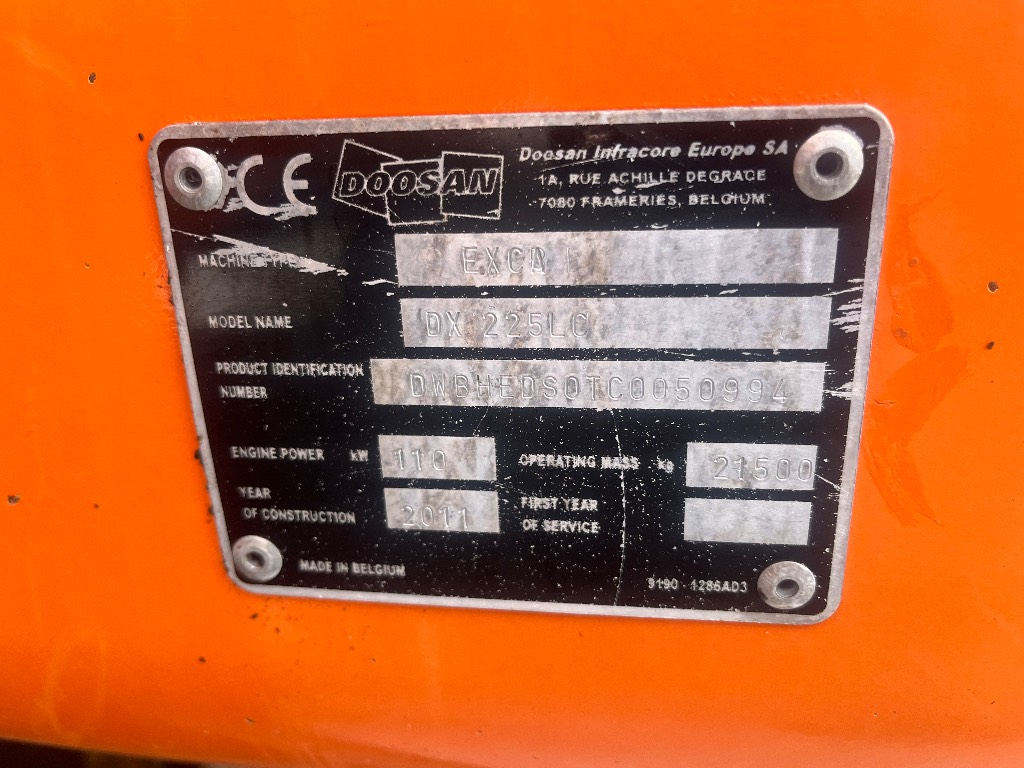 CE DOOSAN Doosan Infracore Europe SA
1A, RUE ACHILLE DEGRACE
7080 FRAMERIES, BELGIUM
MACHINE TYPE
MODEL NAME DX 225LC
PRODUCT IDENTIFICATION
NUMBER DWBHEDS0TC0050994
ENGINE POWER kW 110 OPERATING MASS kg 21500
YEAR
OF CONSTRUCTION 2011 FIRST YEAR
OF SERVICE
MADE IN BELGIUM 9190 - 1286AD3